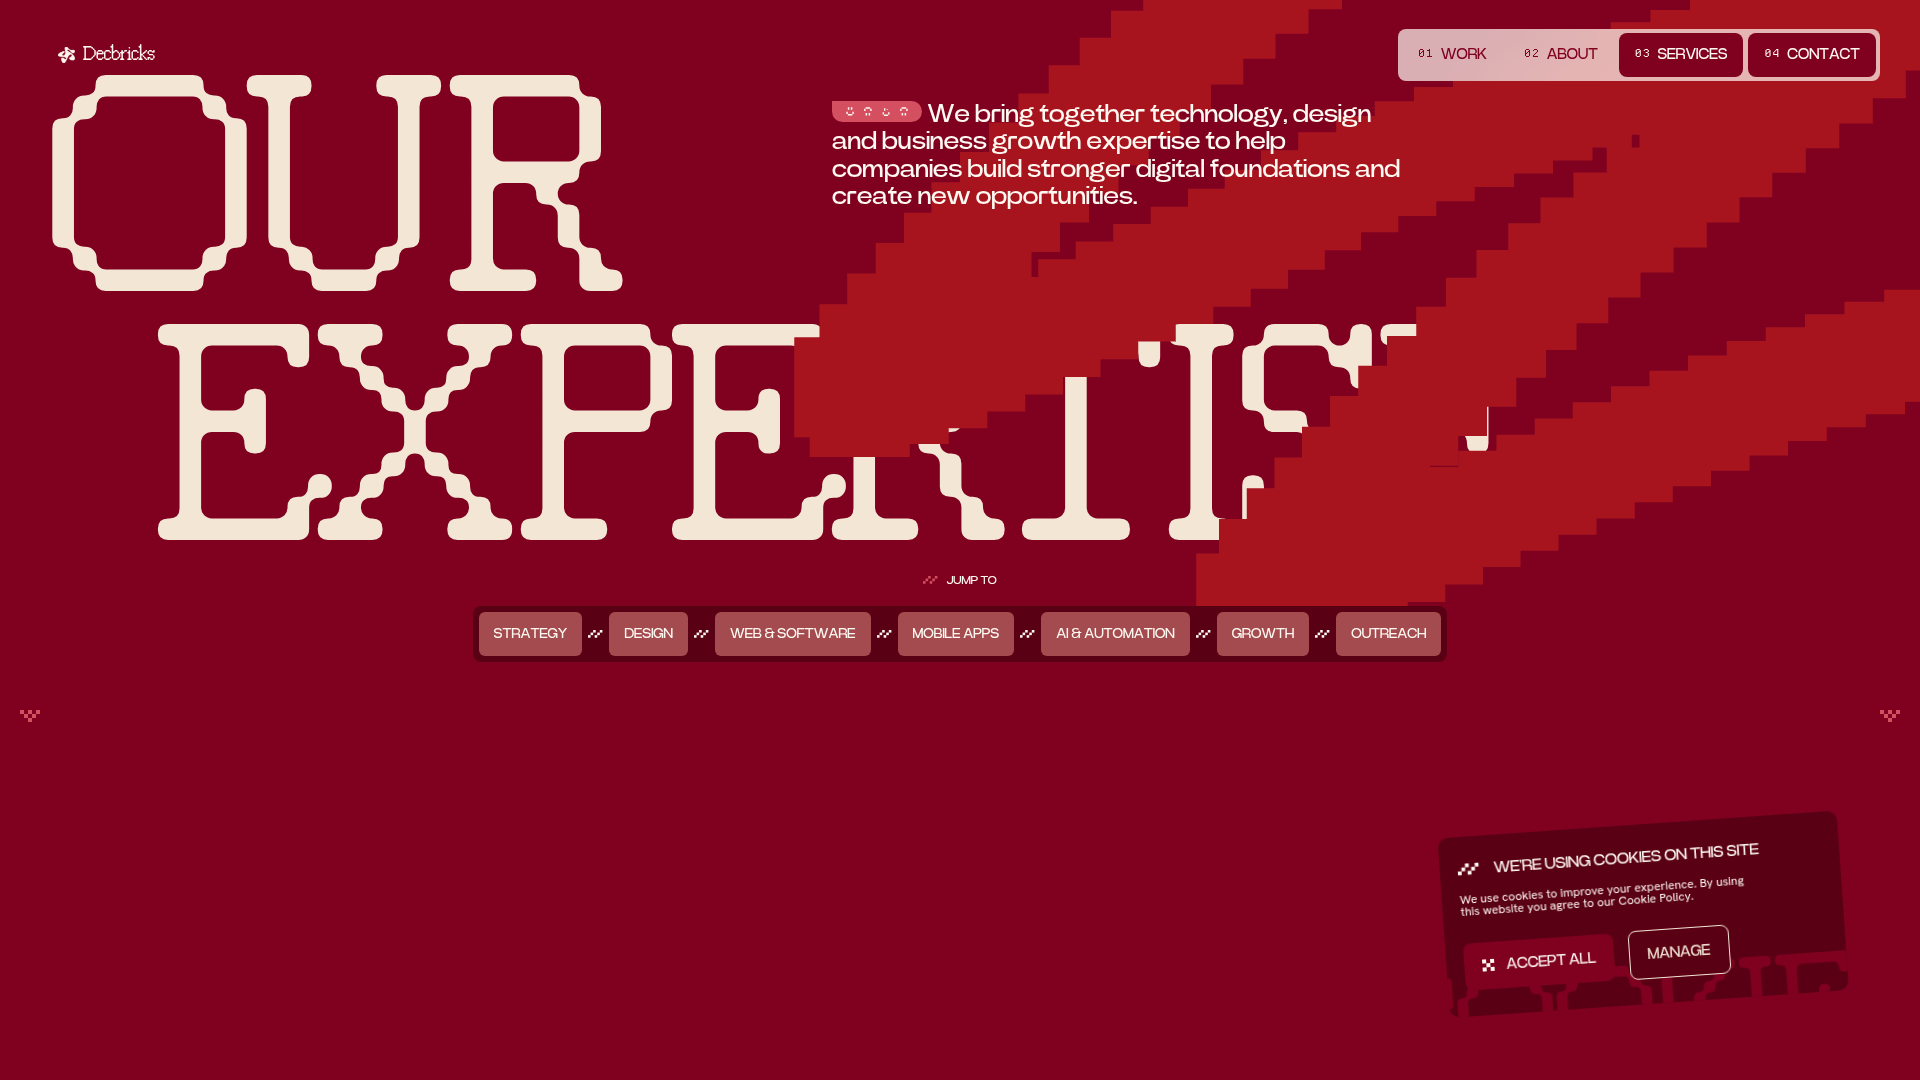 Decbricks
01 WORK
02 ABOUT
03 SERVICES
04 CONTACT
OUR
We bring together technology, design
and business growth expertise to help
companies build stronger digital foundations and
create new opportunities.
EXPERTISE
JUMP TO
STRATEGY
DESIGN
WEB & SOFTWARE
MOBILE APPS
AI & AUTOMATION
GROWTH
OUTREACH
WE'RE USING COOKIES ON THIS SITE
We use cookies to improve your experience. By using
this website you agree to our Cookie Policy.
ACCEPT ALL
MANAGE